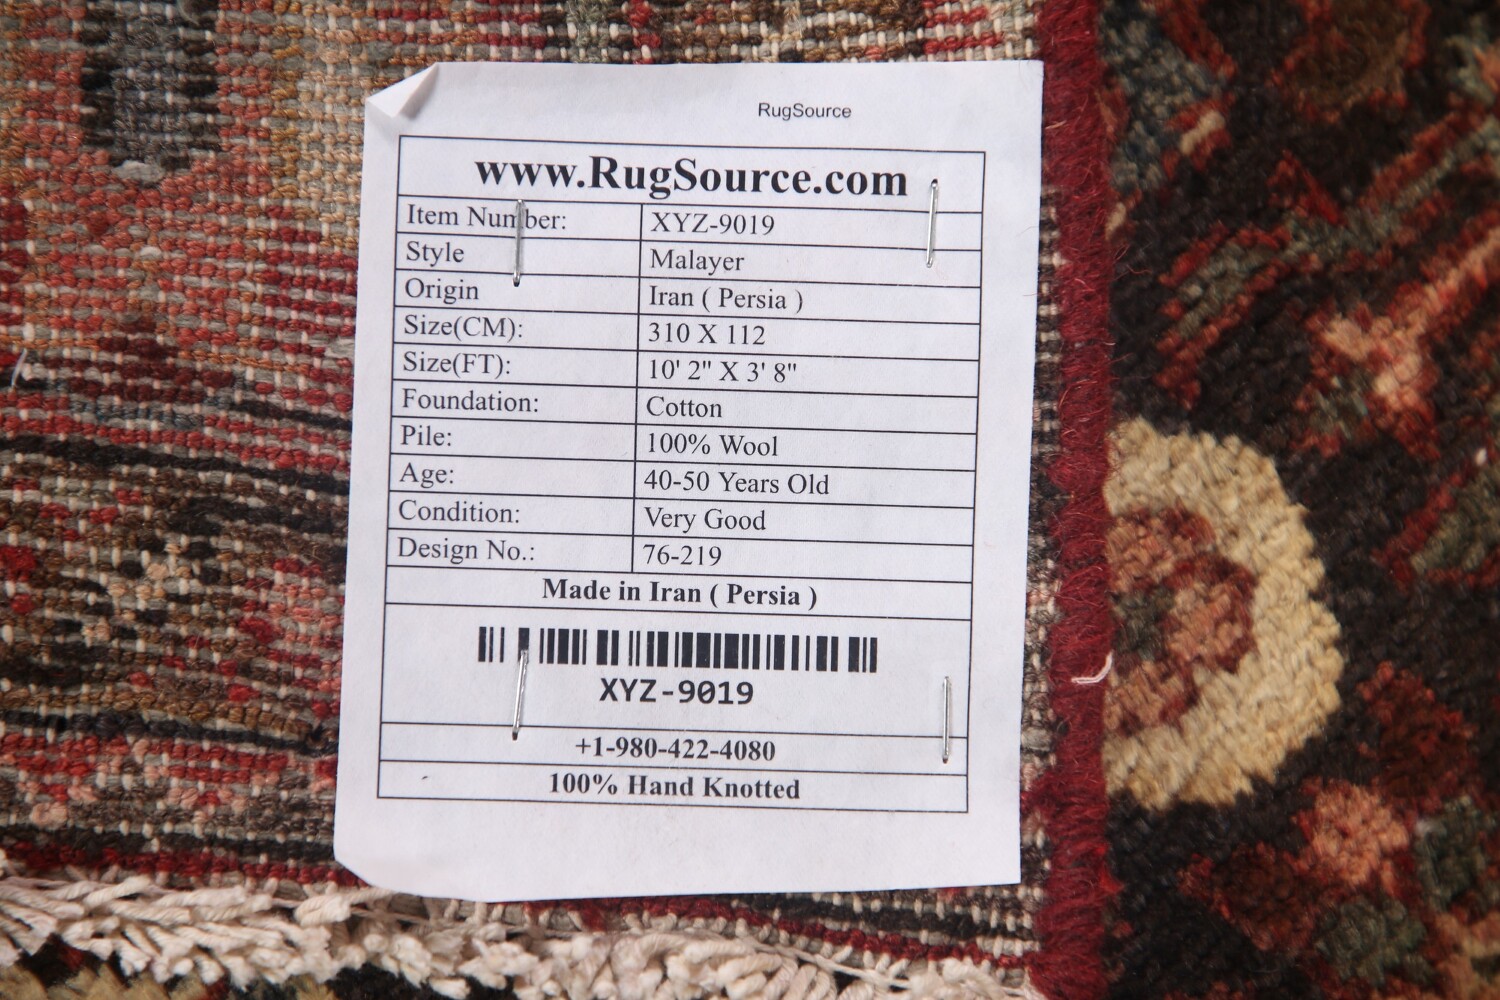 RugSource
www.RugSource.com
Item Number: XYZ-9019
Style Malayer
Origin Iran ( Persia )
Size(CM): 310 X 112
Size(FT): 10' 2" X 3' 8"
Foundation: Cotton
Pile: 100% Wool
Age: 40-50 Years Old
Condition: Very Good
Design No.: 76-219
Made in Iran ( Persia )
XYZ-9019
+1-980-422-4080
100% Hand Knotted